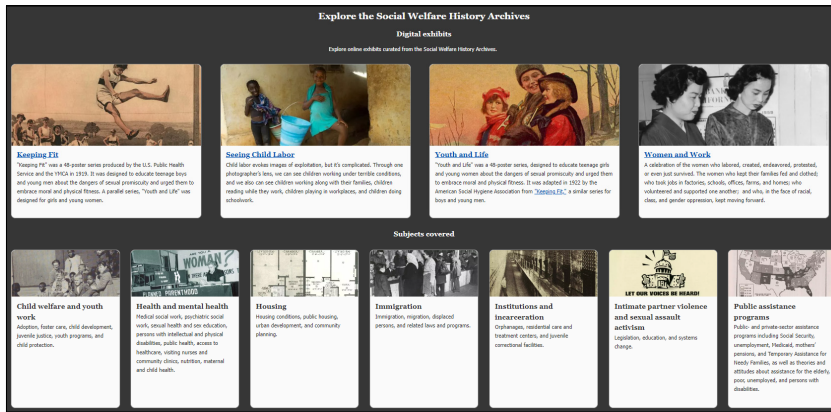 Explore the Social Welfare History Archives
Digital exhibits
Explore online exhibits curated from the Social Welfare History Archives.
Keeping Fit
"Keeping Fit" was a 48-poster series produced by the U.S. Public Health
Service and the YMCA in 1919. It was designed to educate teenage boys
and young men about the dangers of sexual promiscuity and urged them to
embrace moral and physical fitness. A parallel series, "Youth and Life" was
designed for girls and young women.
Seeing Child Labor
Child labor evokes images of exploitation, but it's complicated. Through one
photographer's lens, we can see children working under terrible conditions,
and we also can see children working along with their families, children
reading while they work, children playing in workplaces, and children doing
schoolwork.
Youth and Life
"Youth and Life" was a 48-poster series, designed to educate teenage girls
and young women about the dangers of sexual promiscuity and urged them
to embrace moral and physical fitness. It was adapted in 1922 by the
American Social Hygiene Association from "Keeping Fit," a similar series for
boys and young men.
Women and Work
A celebration of the women who labored, created, endeavored, protested,
or even just survived. The women who kept their families fed and clothed;
who took jobs in factories, schools, offices, farms, and homes; who
volunteered and supported one another; and who, in the face of racial,
class, and gender oppression, kept moving forward.
Subjects covered
Child welfare and youth
work
Adoption, foster care, child development,
juvenile justice, youth programs, and
child protection.
WOMAN?
PLANNED PARENTHOOD
Health and mental health
Medical social work, psychiatric social
work, sexual health and sex education,
persons with intellectual and physical
disabilities, public health, access to
healthcare, visiting nurses and
community clinics, nutrition, maternal
and child health.
Housing
Housing conditions, public housing,
urban development, and community
planning.
Immigration
Immigration, migration, displaced
persons, and related laws and programs.
Institutions and
incarceration
Orphanages, residential care and
treatment centers, and juvenile
correctional facilities.
LET OUR VOICES BE HEARD!
Intimate partner violence
and sexual assault
activism
Legislation, education, and systems
change.
Public assistance
programs
Public- and private-sector assistance
programs including Social Security,
unemployment, Medicaid, mothers'
pensions, and Temporary Assistance for
Needy Families, as well as theories and
attitudes about assistance for the elderly,
poor, unemployed, and persons with
disabilities.